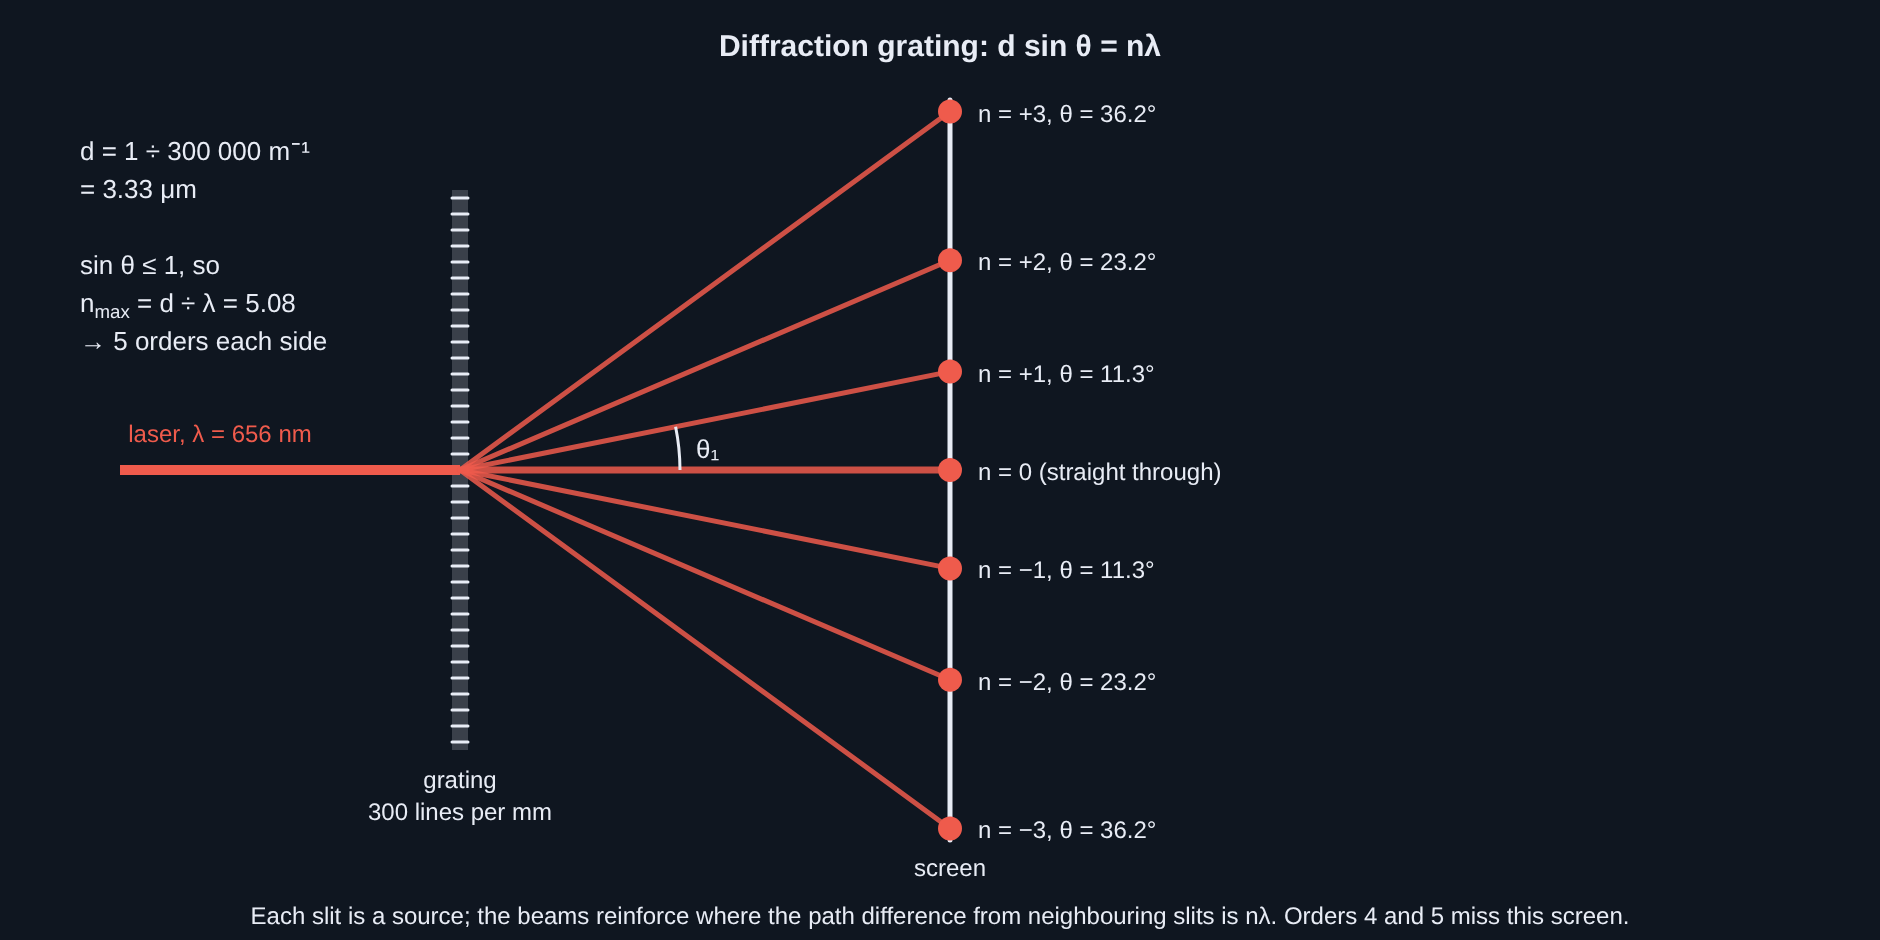 Diffraction grating: d sin θ = nλ
d = 1 ÷ 300 000 m⁻¹
= 3.33 μm
sin θ ≤ 1, so
nmax = d ÷ λ = 5.08
→ 5 orders each side
laser, λ = 656 nm
θ₁
n = +3, θ = 36.2°
n = +2, θ = 23.2°
n = +1, θ = 11.3°
n = 0 (straight through)
n = −1, θ = 11.3°
n = −2, θ = 23.2°
n = −3, θ = 36.2°
grating
300 lines per mm
screen
Each slit is a source; the beams reinforce where the path difference from neighbouring slits is nλ. Orders 4 and 5 miss this screen.